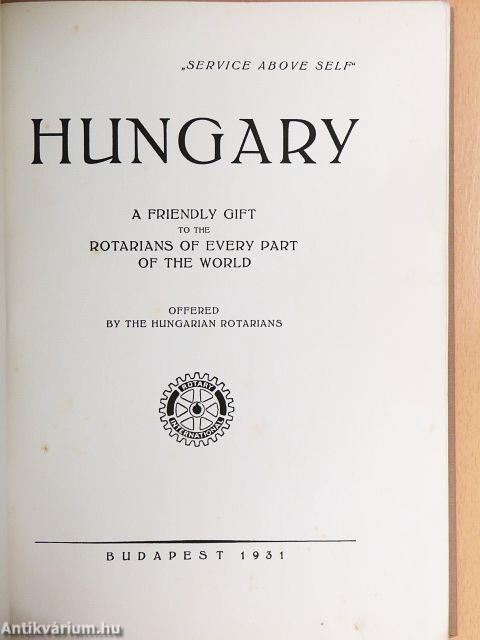 „SERVICE ABOVE SELF“
HUNGARY
A FRIENDLY GIFT
TO THE
ROTARIANS OF EVERY PART
OF THE WORLD
OFFERED
BY THE HUNGARIAN ROTARIANS
ROTARY
INTERNATIONAL
BUDAPEST 1931
Antikvárium.hu